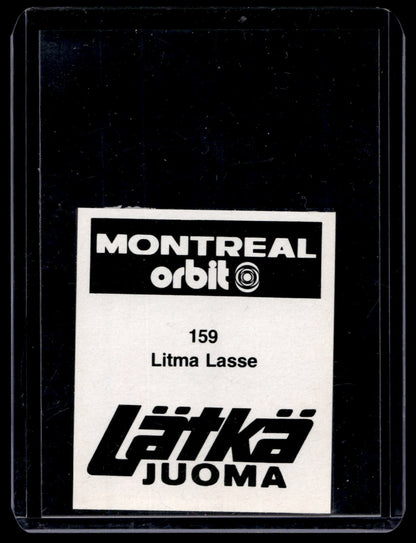 MONTREAL
orbit
159
Litma Lasse
Lätkä
JUOMA